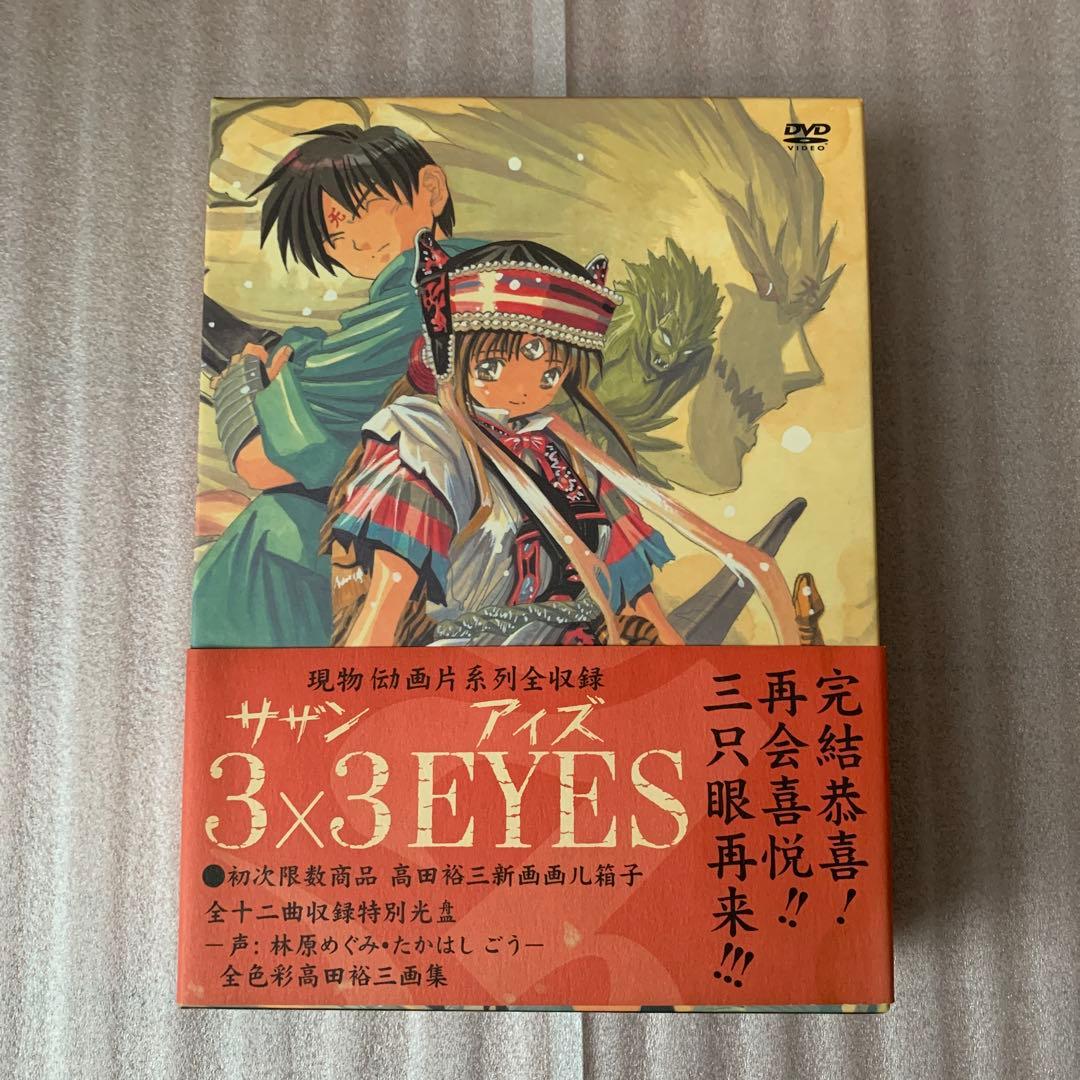 DVD
VIDEO
无
現物伝動画片系列全収録
サザン アイズ
3×3EYES
●初次限数商品 高田裕三新画画儿箱子
全十二曲収録特別光盤
—声: 林原めぐみ・たかはし ごう—
全色彩高田裕三画集
完結恭喜!
再会喜悦!!
三只眼再来!!!